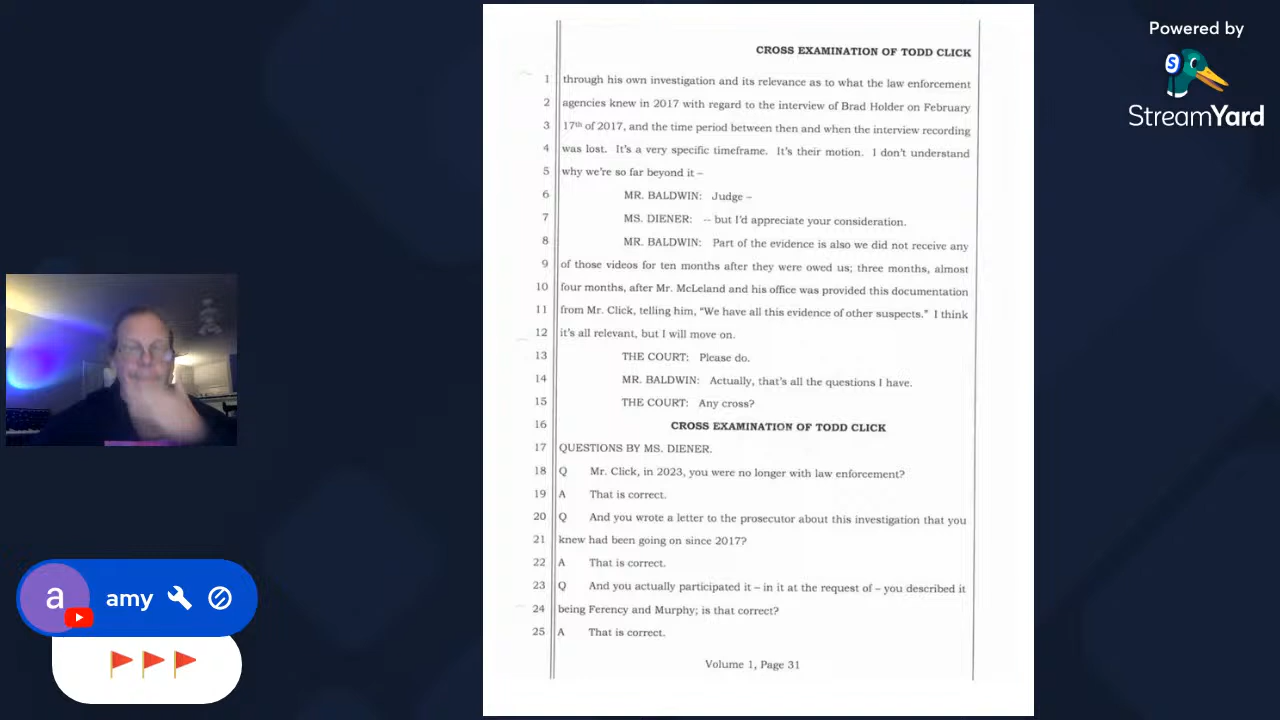 CROSS EXAMINATION OF TODD CLICK
1 through his own investigation and its relevance as to what the law enforcement
2 agencies knew in 2017 with regard to the interview of Brad Holder on February
3 17th of 2017, and the time period between then and when the interview recording
4 was lost. It's a very specific timeframe. It's their motion. I don't understand
5 why we're so far beyond it –
6 MR. BALDWIN: Judge –
7 MS. DIENER: -- but I'd appreciate your consideration.
8 MR. BALDWIN: Part of the evidence is also we did not receive any
9 of those videos for ten months after they were owed us; three months, almost
10 four months, after Mr. McLeland and his office was provided this documentation
11 from Mr. Click, telling him, "We have all this evidence of other suspects." I think
12 it's all relevant, but I will move on.
13 THE COURT: Please do.
14 MR. BALDWIN: Actually, that's all the questions I have.
15 THE COURT: Any cross?
16 CROSS EXAMINATION OF TODD CLICK
17 QUESTIONS BY MS. DIENER.
18 Q Mr. Click, in 2023, you were no longer with law enforcement?
19 A That is correct.
20 Q And you wrote a letter to the prosecutor about this investigation that you
21 knew had been going on since 2017?
22 A That is correct.
23 Q And you actually participated it – in it at the request of – you described it
24 being Ferency and Murphy; is that correct?
25 A That is correct.
Volume 1, Page 31
Powered by
S
StreamYard
a amy